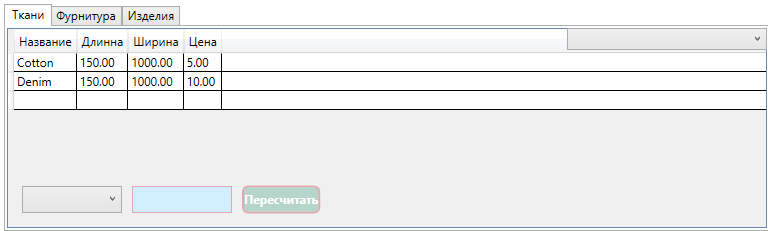 Ткани Фурнитура Изделия
Название Длинна Ширина Цена
Cotton 150.00 1000.00 5.00
Denim 150.00 1000.00 10.00
Пересчитать